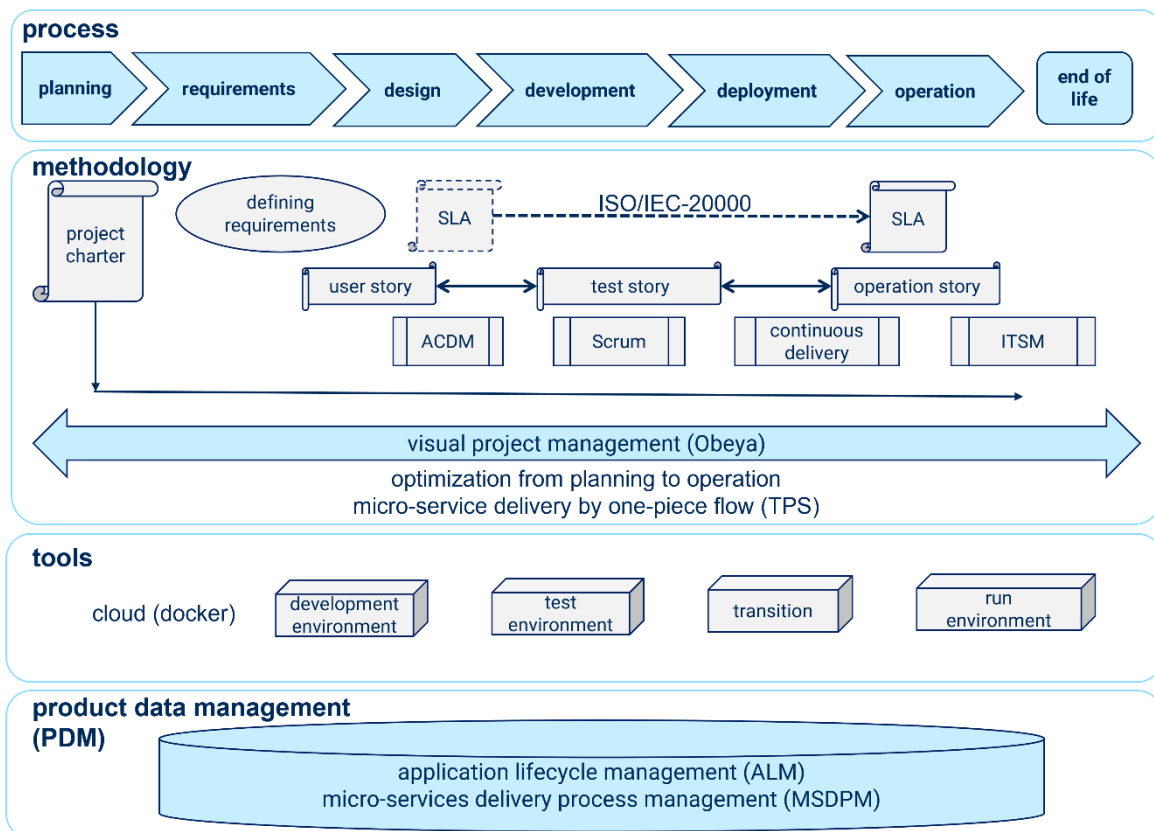 process
planning
requirements
design
development
deployment
operation
end of
life
methodology
project
charter
defining
requirements
SLA
ISO/IEC-20000
SLA
user story
test story
operation story
ACDM
Scrum
continuous
delivery
ITSM
visual project management (Obeya)
optimization from planning to operation
micro-service delivery by one-piece flow (TPS)
tools
cloud (docker)
development
environment
test
environment
transition
run
environment
product data management
(PDM)
application lifecycle management (ALM)
micro-services delivery process management (MSDPM)